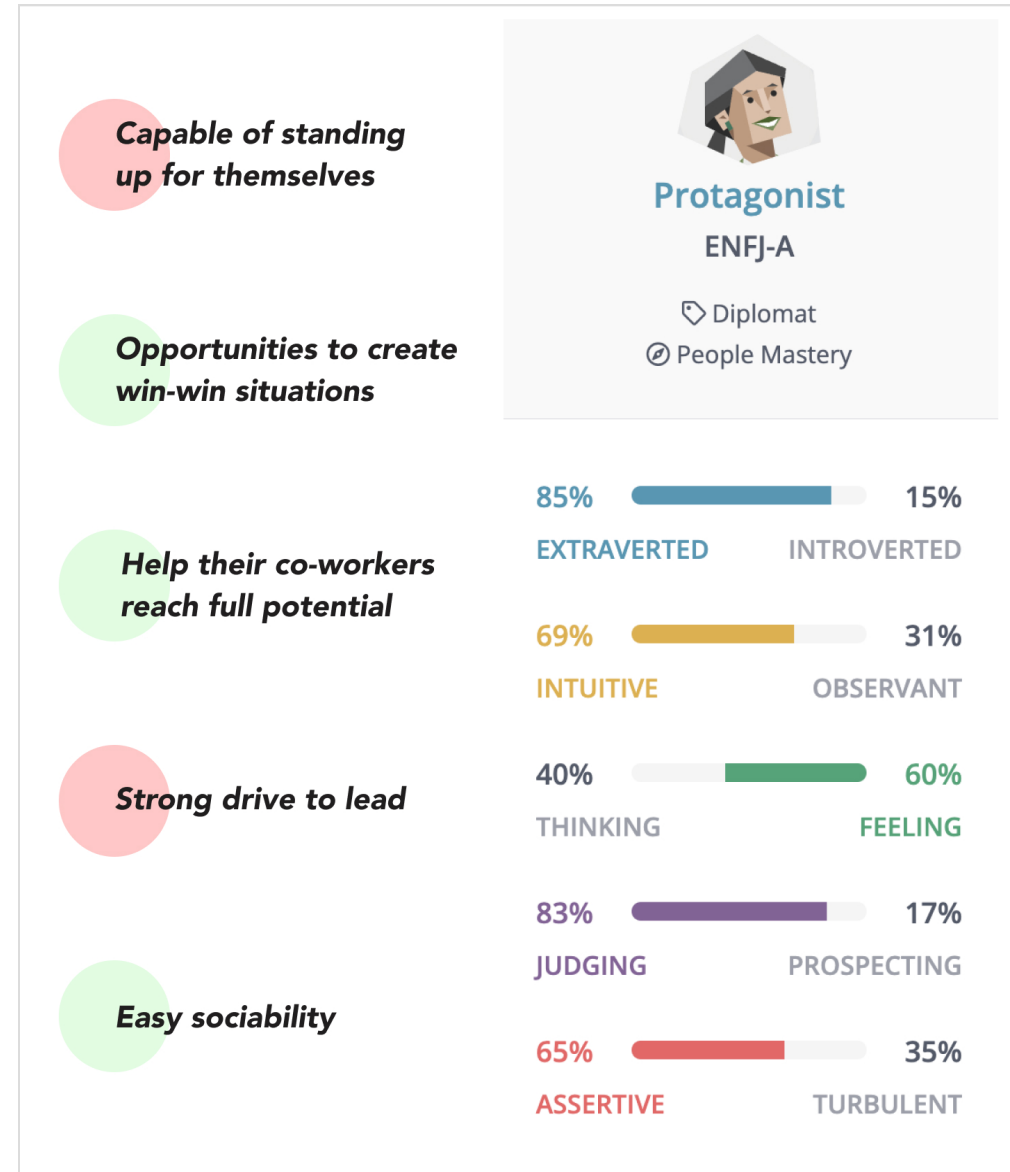 Capable of standing
up for themselves
Opportunities to create
win-win situations
Help their co-workers
reach full potential
Strong drive to lead
Easy sociability
Protagonist
ENFJ-A
Diplomat
People Mastery
85% 15%
EXTRAVERTED INTROVERTED
69% 31%
INTUITIVE OBSERVANT
40% 60%
THINKING FEELING
83% 17%
JUDGING PROSPECTING
65% 35%
ASSERTIVE TURBULENT